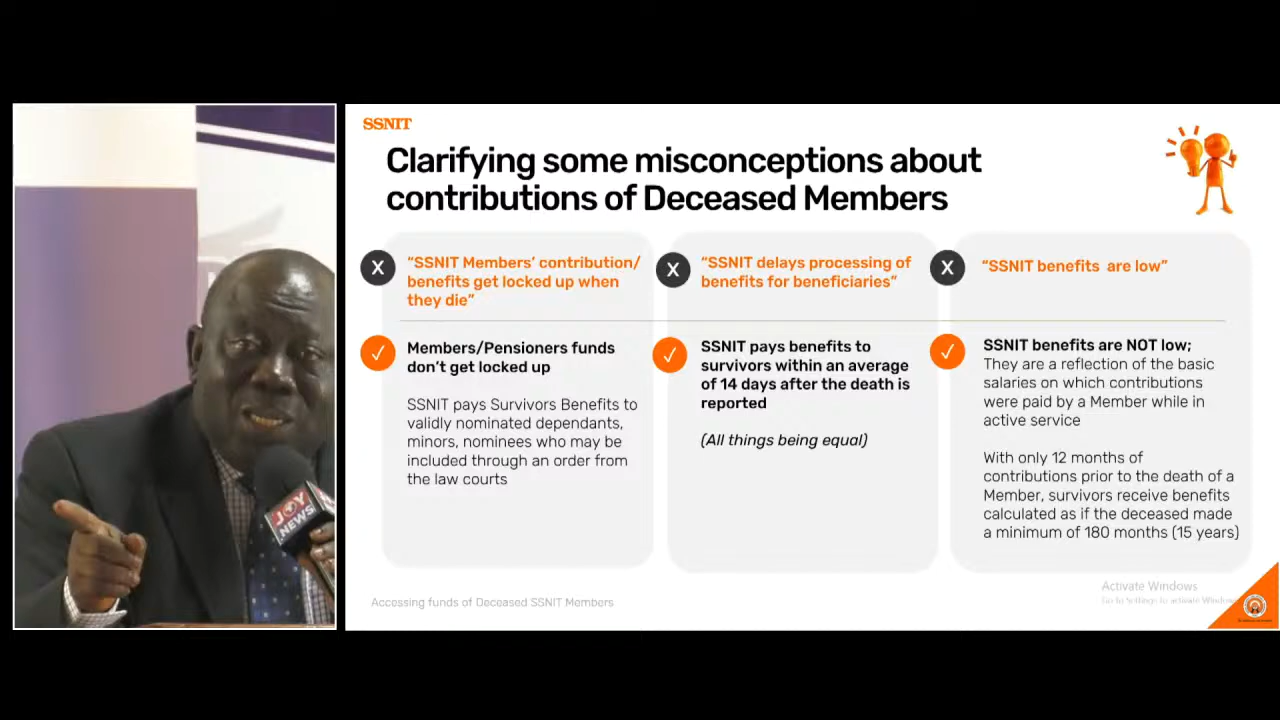 SSNIT
Clarifying some misconceptions about
contributions of Deceased Members
X
“SSNIT Members’ contribution/
benefits get locked up when
they die”
✓
Members/Pensioners funds
don’t get locked up
SSNIT pays Survivors Benefits to
validly nominated dependants,
minors, nominees who may be
included through an order from
the law courts
X
“SSNIT delays processing of
benefits for beneficiaries”
✓
SSNIT pays benefits to
survivors within an average
of 14 days after the death is
reported
(All things being equal)
X
“SSNIT benefits are low”
✓
SSNIT benefits are NOT low;
They are a reflection of the basic
salaries on which contributions
were paid by a Member while in
active service
With only 12 months of
contributions prior to the death of a
Member, survivors receive benefits
calculated as if the deceased made
a minimum of 180 months (15 years)
Accessing funds of Deceased SSNIT Members
Activate Windows
Go to Settings to activate Windows
JOY
NEWS